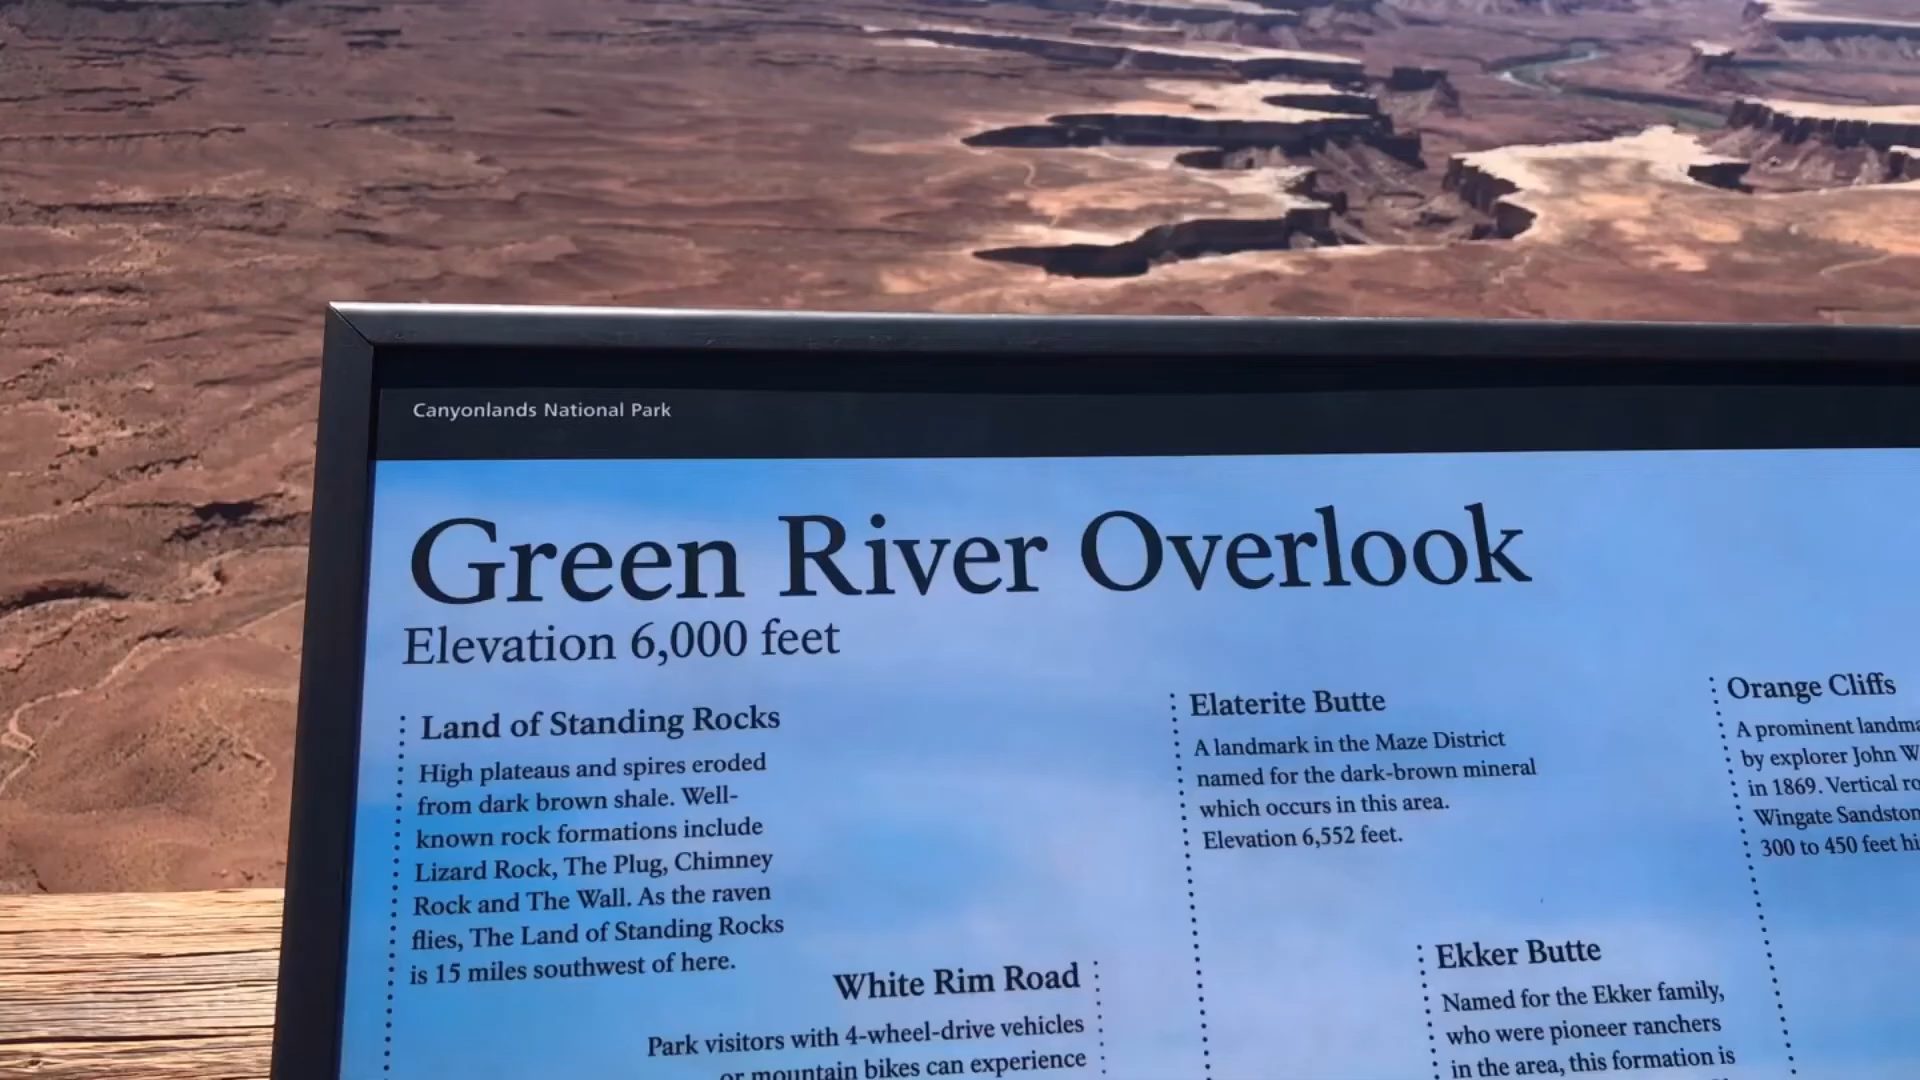 Canyonlands National Park
Green River Overlook
Elevation 6,000 feet
Land of Standing Rocks
High plateaus and spires eroded
from dark brown shale. Well-
known rock formations include
Lizard Rock, The Plug, Chimney
Rock and The Wall. As the raven
flies, The Land of Standing Rocks
is 15 miles southwest of here.
White Rim Road
Park visitors with 4-wheel-drive vehicles
or mountain bikes can experience
Elaterite Butte
A landmark in the Maze District
named for the dark-brown mineral
which occurs in this area.
Elevation 6,552 feet.
Ekker Butte
Named for the Ekker family,
who were pioneer ranchers
in the area, this formation is
Orange Cliffs
A prominent
by explorer John
in 1869. Vertical
Wingate
300 to 450 feet